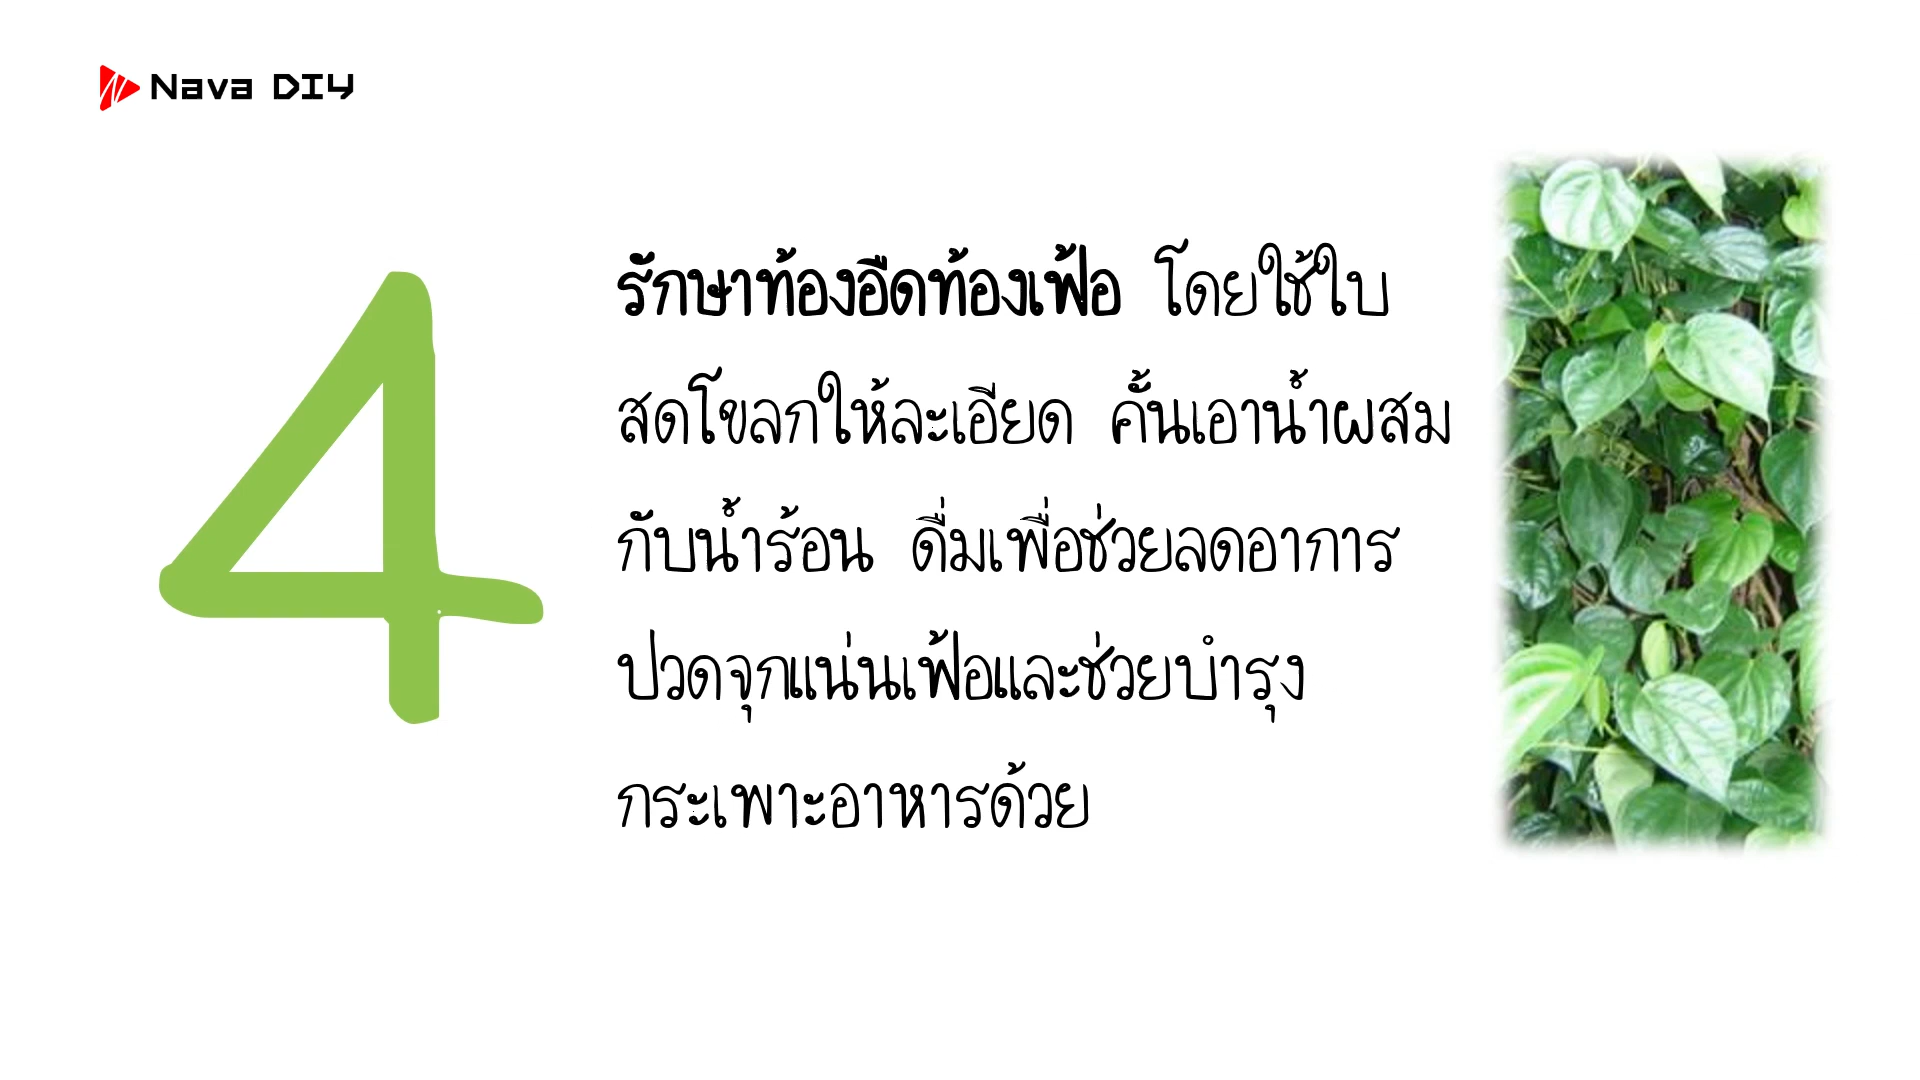 Nava DIY
4
รักษาท้องอืดท้องเฟ้อ โดยใช้ใบ
สดโขลกให้ละเอียด คั้นเอาน้ำผสม
กับน้ำร้อน ดื่มเพื่อช่วยลดอาการ
ปวดจุกแน่นเฟ้อและช่วยบำรุง
กระเพาะอาหารด้วย